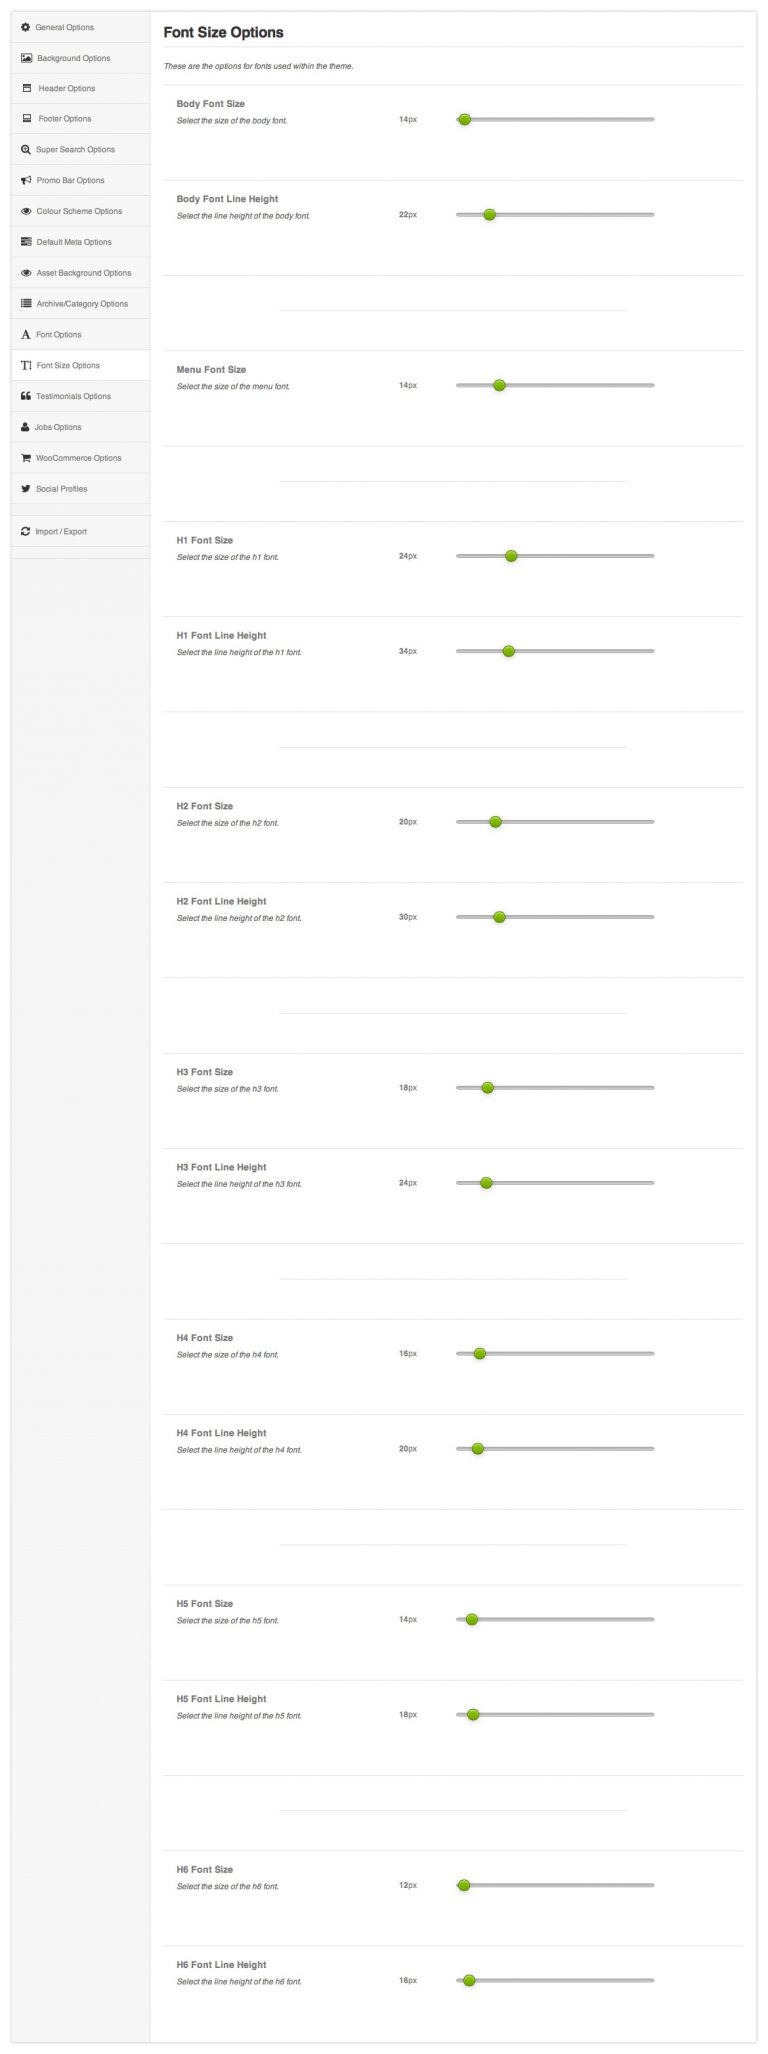 General Options
Background Options
Header Options
Footer Options
Super Search Options
Promo Bar Options
Colour Scheme Options
Default Meta Options
Asset Background Options
Archive/Category Options
Font Options
Font Size Options
Testimonials Options
Jobs Options
WooCommerce Options
Social Profiles
Import / Export
Font Size Options
These are the options for fonts used within the theme.
Body Font Size
Select the size of the body font. 14px
Body Font Line Height
Select the line height of the body font. 22px
Menu Font Size
Select the size of the menu font. 14px
H1 Font Size
Select the size of the h1 font. 24px
H1 Font Line Height
Select the line height of the h1 font. 34px
H2 Font Size
Select the size of the h2 font. 20px
H2 Font Line Height
Select the line height of the h2 font. 30px
H3 Font Size
Select the size of the h3 font. 18px
H3 Font Line Height
Select the line height of the h3 font. 24px
H4 Font Size
Select the size of the h4 font. 16px
H4 Font Line Height
Select the line height of the h4 font. 20px
H5 Font Size
Select the size of the h5 font. 14px
H5 Font Line Height
Select the line height of the h5 font. 18px
H6 Font Size
Select the size of the h6 font. 12px
H6 Font Line Height
Select the line height of the h6 font. 16px